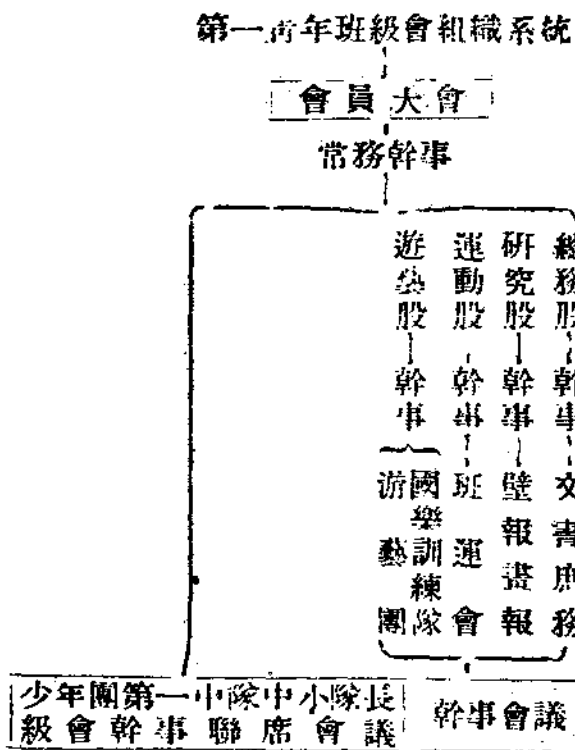 第一青年班級會組織系統
會員大會
常務幹事
總務股 幹事 文書庶務
研究股 幹事 壁報畫報
運動股 幹事 班運會
遊藝股 幹事 國樂訓練隊
游藝團
幹事會議
少年團第一中隊中小隊長
級會幹事聯席會議